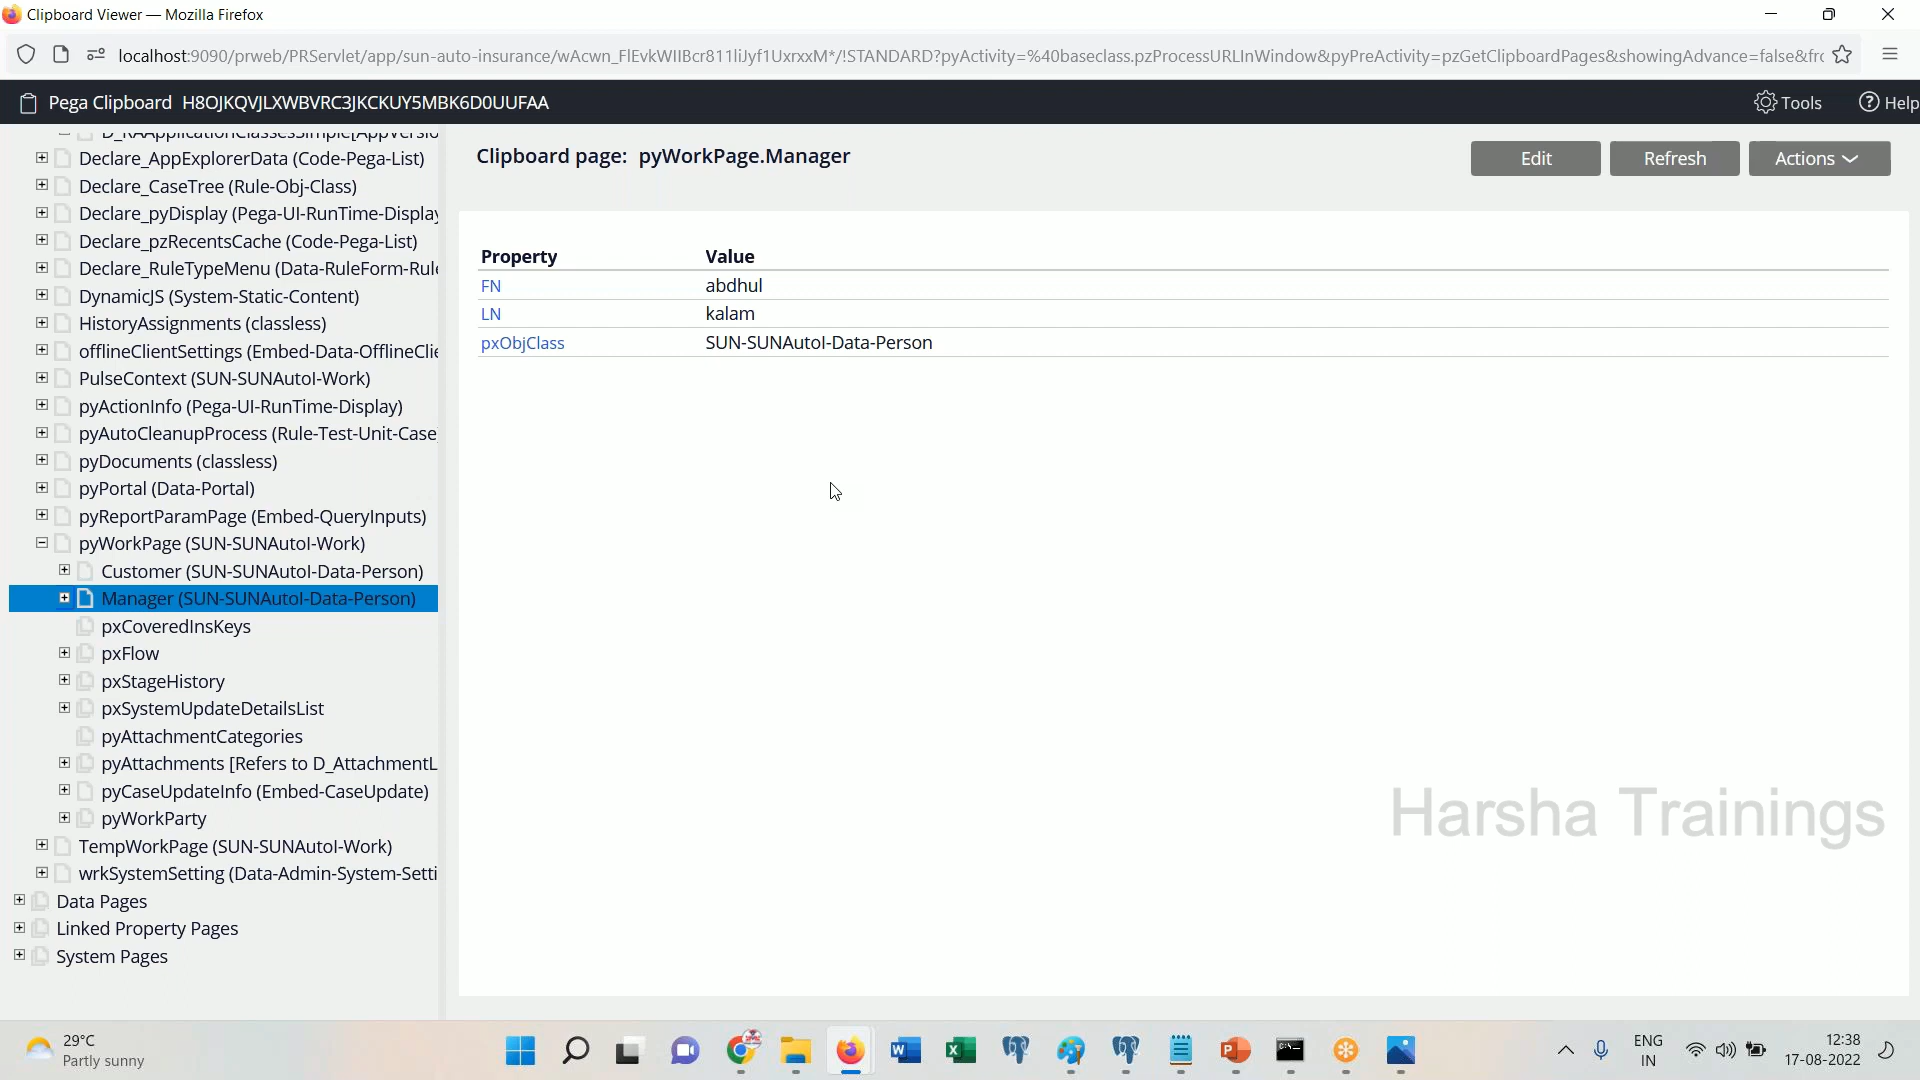 Clipboard Viewer — Mozilla Firefox
localhost:9090/prweb/PRServlet/app/sun-auto-insurance/wAcwn_FlEvkWIIBcr811liJyf1UxrxxM*/!STANDARD?pyActivity=%40baseclass.pzProcessURLInWindow&pyPreActivity=pzGetClipboardPages&showingAdvance=false&frc
Pega Clipboard H8OJKQVJLXWBVRC3JKCKUY5MBK6D0UUFAA
Tools
Help
D_RAApplicationClassesSimple[AppVersio
Declare_AppExplorerData (Code-Pega-List)
Declare_CaseTree (Rule-Obj-Class)
Declare_pyDisplay (Pega-UI-RunTime-Display
Declare_pzRecentsCache (Code-Pega-List)
Declare_RuleTypeMenu (Data-RuleForm-Rule
DynamicJS (System-Static-Content)
HistoryAssignments (classless)
offlineClientSettings (Embed-Data-OfflineClie
PulseContext (SUN-SUNAutoI-Work)
pyActionInfo (Pega-UI-RunTime-Display)
pyAutoCleanupProcess (Rule-Test-Unit-Case
pyDocuments (classless)
pyPortal (Data-Portal)
pyReportParamPage (Embed-QueryInputs)
pyWorkPage (SUN-SUNAutoI-Work)
Customer (SUN-SUNAutoI-Data-Person)
Manager (SUN-SUNAutoI-Data-Person)
pxCoveredInsKeys
pxFlow
pxStageHistory
pxSystemUpdateDetailsList
pyAttachmentCategories
pyAttachments [Refers to D_AttachmentL
pyCaseUpdateInfo (Embed-CaseUpdate)
pyWorkParty
TempWorkPage (SUN-SUNAutoI-Work)
wrkSystemSetting (Data-Admin-System-Setti
Data Pages
Linked Property Pages
System Pages
Clipboard page: pyWorkPage.Manager
Edit
Refresh
Actions
Property Value
FN abdhul
LN kalam
pxObjClass SUN-SUNAutoI-Data-Person
Harsha Trainings
29°C
Partly sunny
ENG
IN
12:38
17-08-2022